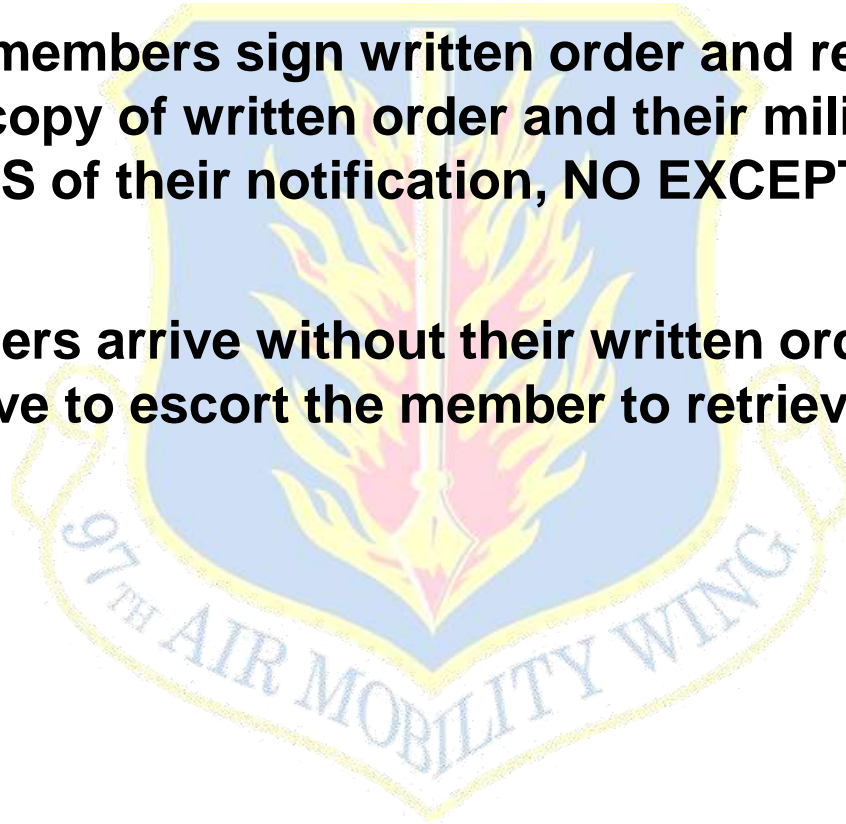 members sign written order and re
copy of written order and their mili
S of their notification, NO EXCEPT
ers arrive without their written ord
ve to escort the member to retriev
97TH AIR MOBILITY WING